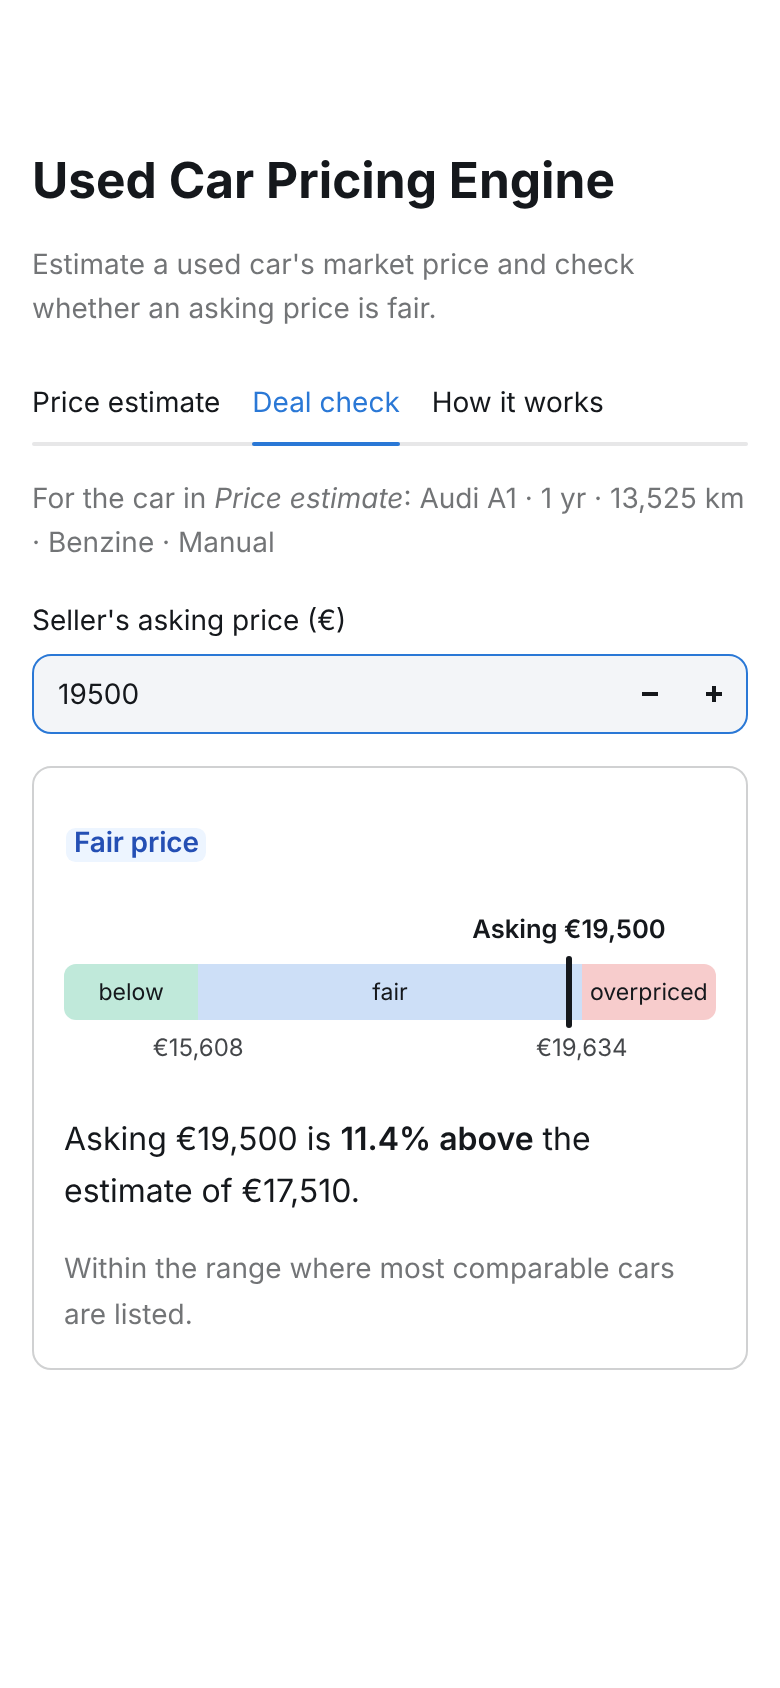 Used Car Pricing Engine
Estimate a used car's market price and check
whether an asking price is fair.
Price estimate Deal check How it works
For the car in Price estimate: Audi A1 · 1 yr · 13,525 km
· Benzine · Manual
Seller's asking price (€)
19500 − +
Fair price
Asking €19,500
below fair overpriced
€15,608 €19,634
Asking €19,500 is 11.4% above the
estimate of €17,510.
Within the range where most comparable cars
are listed.